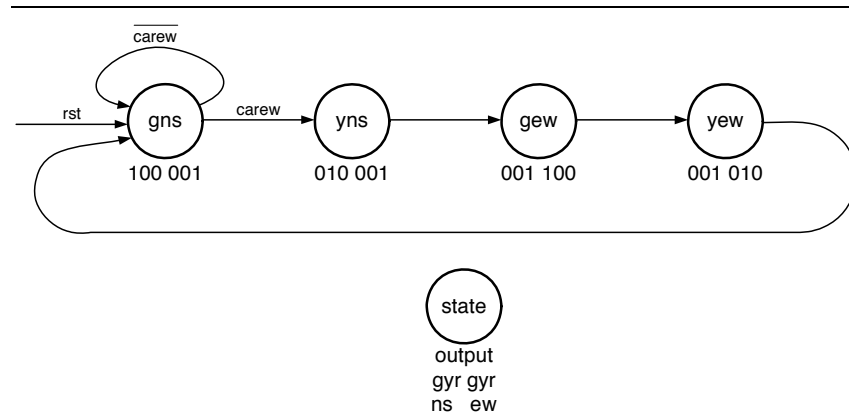 carew
rst
gns
carew
yns
gew
yew
100 001
010 001
001 100
001 010
state
output
gyr gyr
ns ew